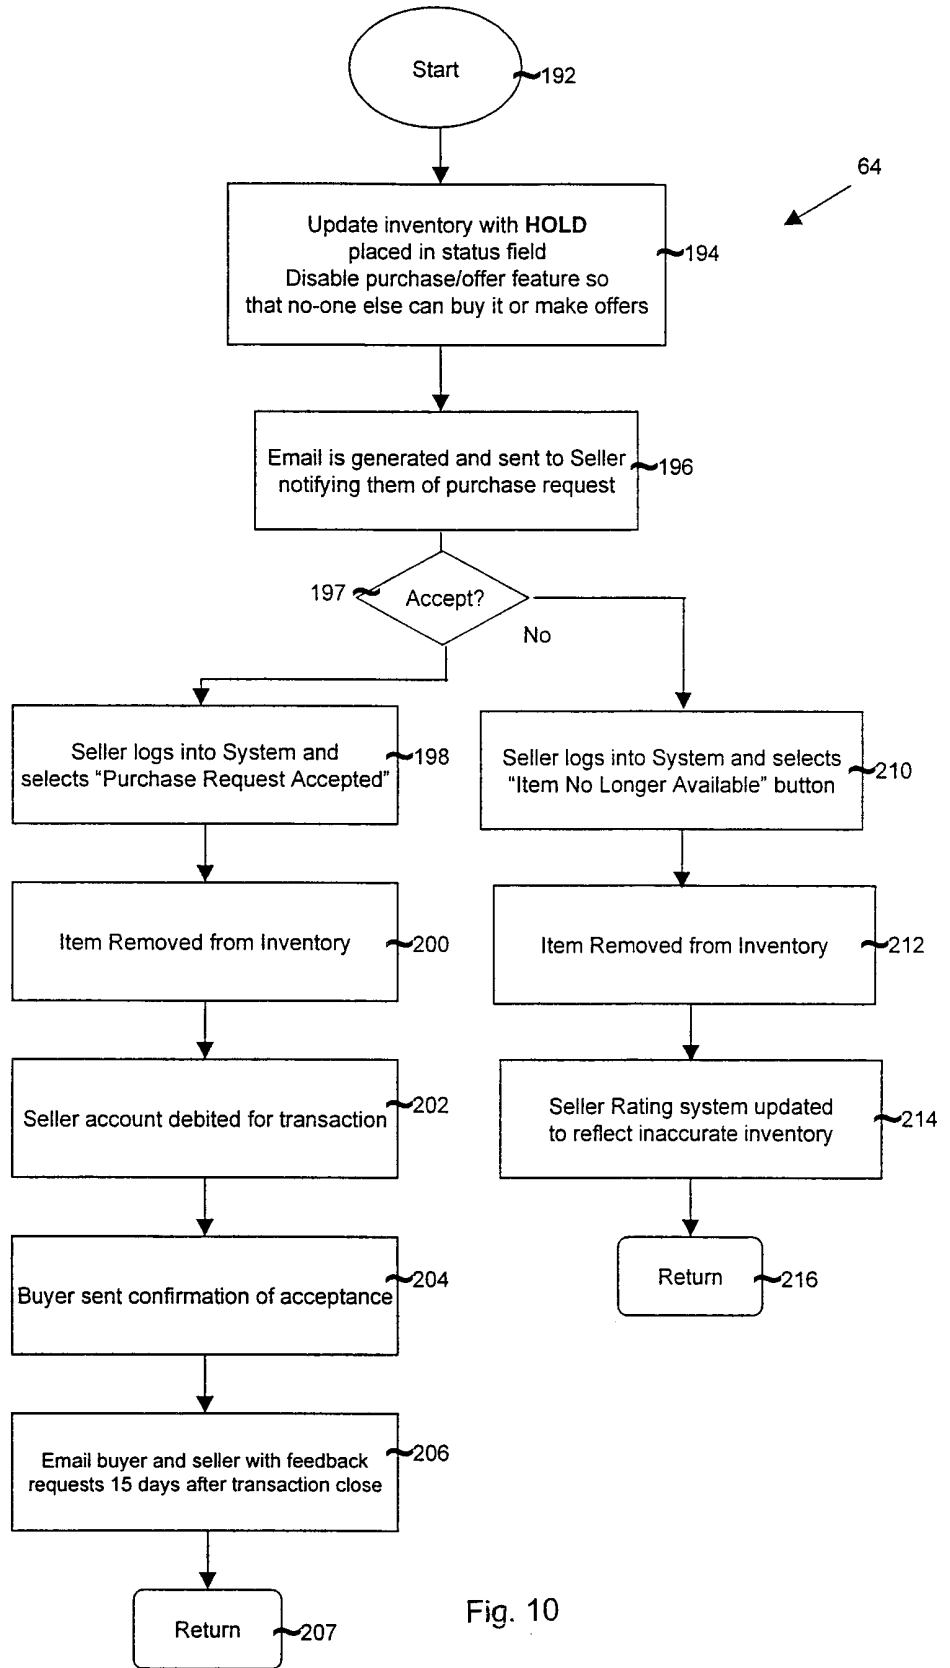 Start
192
64
Update inventory with HOLD
placed in status field
Disable purchase/offer feature so
that no-one else can buy it or make offers
194
Email is generated and sent to Seller
notifying them of purchase request
196
197
Accept?
No
Seller logs into System and
selects “Purchase Request Accepted”
198
Seller logs into System and selects
“Item No Longer Available” button
210
Item Removed from Inventory
200
Item Removed from Inventory
212
Seller account debited for transaction
202
Seller Rating system updated
to reflect inaccurate inventory
214
Buyer sent confirmation of acceptance
204
Return
216
Email buyer and seller with feedback
requests 15 days after transaction close
206
Return
207
Fig. 10